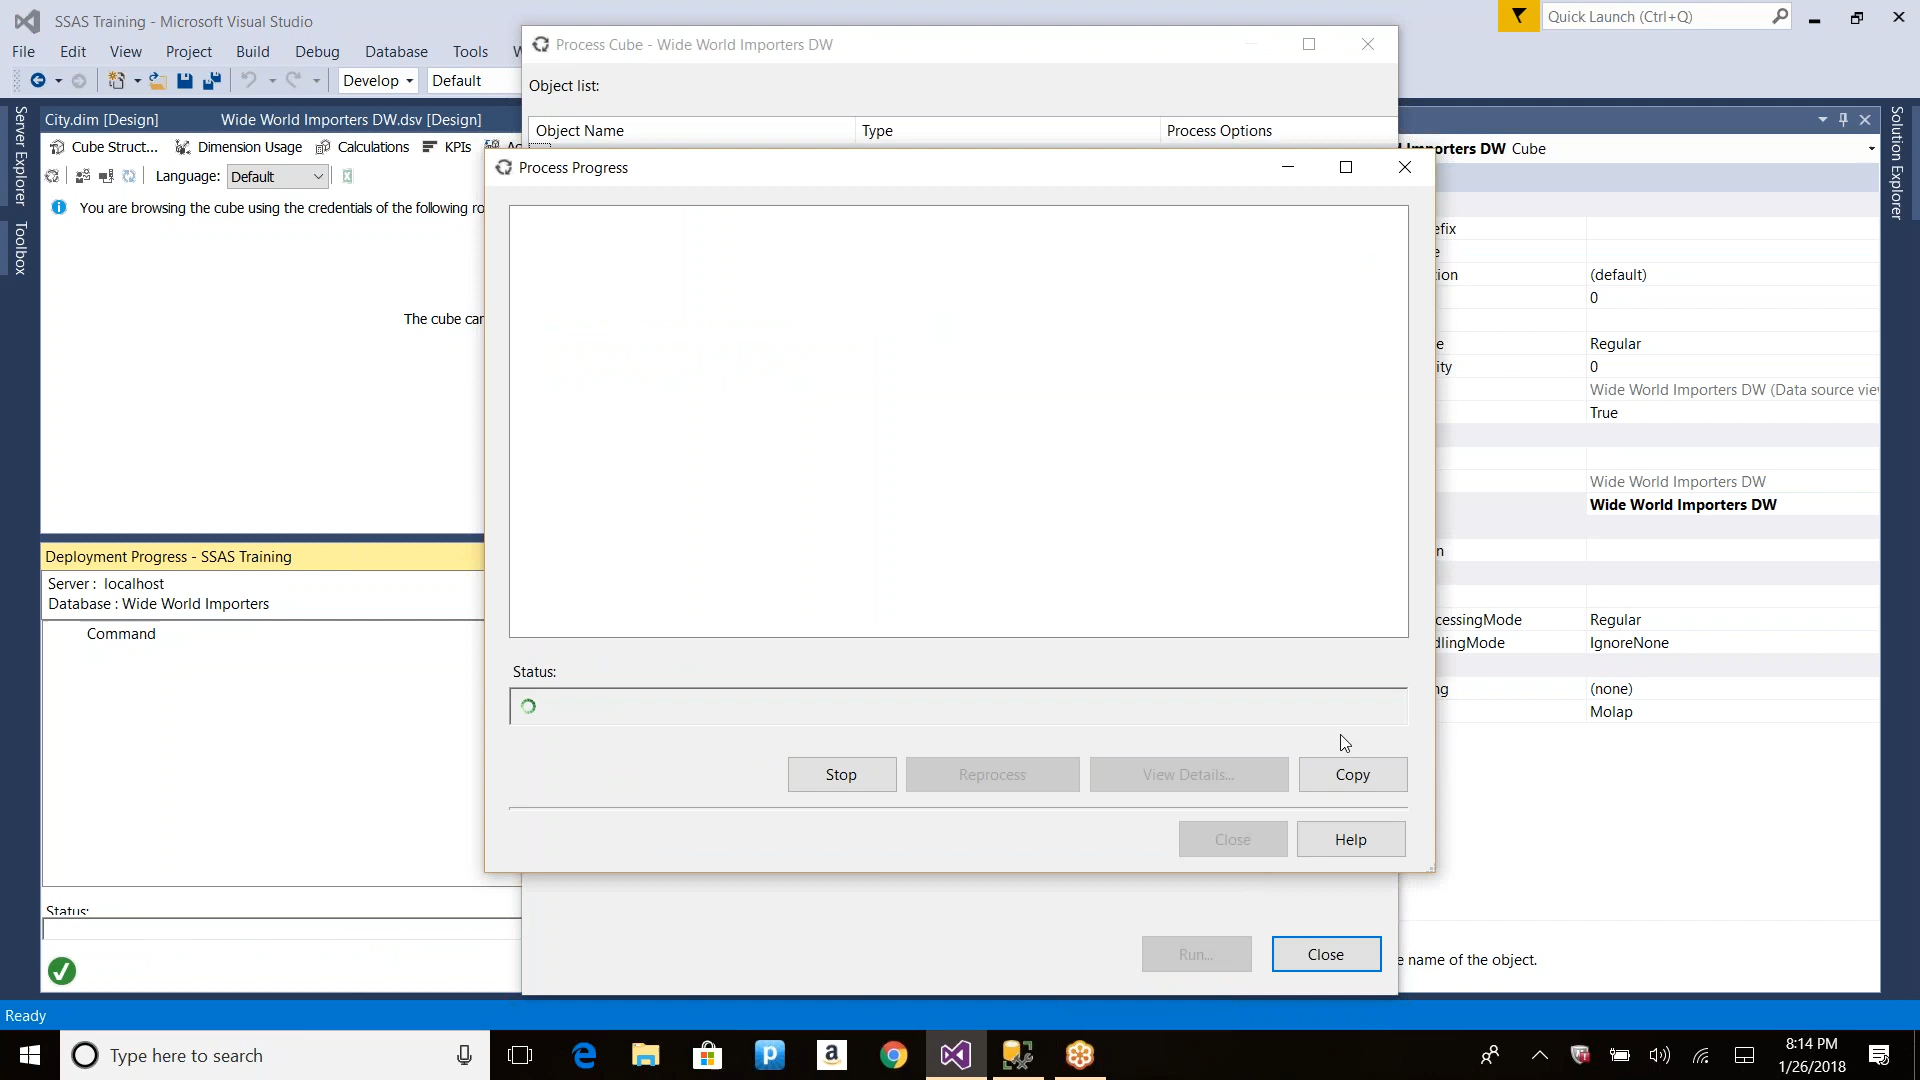 SSAS Training - Microsoft Visual Studio
Quick Launch (Ctrl+Q)
File Edit View Project Build Debug Database Tools
Develop Default
Process Cube - Wide World Importers DW
Object list:
Object Name Type Process Options
Server Explorer
Toolbox
Solution Explorer
City.dim [Design] Wide World Importers DW.dsv [Design]
Cube Struct... Dimension Usage Calculations KPIs
Language: Default
You are browsing the cube using the credentials of the following ro
The cube can
Process Progress
Status:
Stop Reprocess View Details... Copy
Close Help
Run... Close
Importers DW Cube
efix
e
ion (default)
0
e Regular
ity 0
Wide World Importers DW (Data source vie
True
Wide World Importers DW
Wide World Importers DW
n
cessingMode Regular
dlingMode IgnoreNone
ng (none)
Molap
e name of the object.
Deployment Progress - SSAS Training
Server : localhost
Database : Wide World Importers
Command
Status:
Ready
Type here to search
8:14 PM
1/26/2018